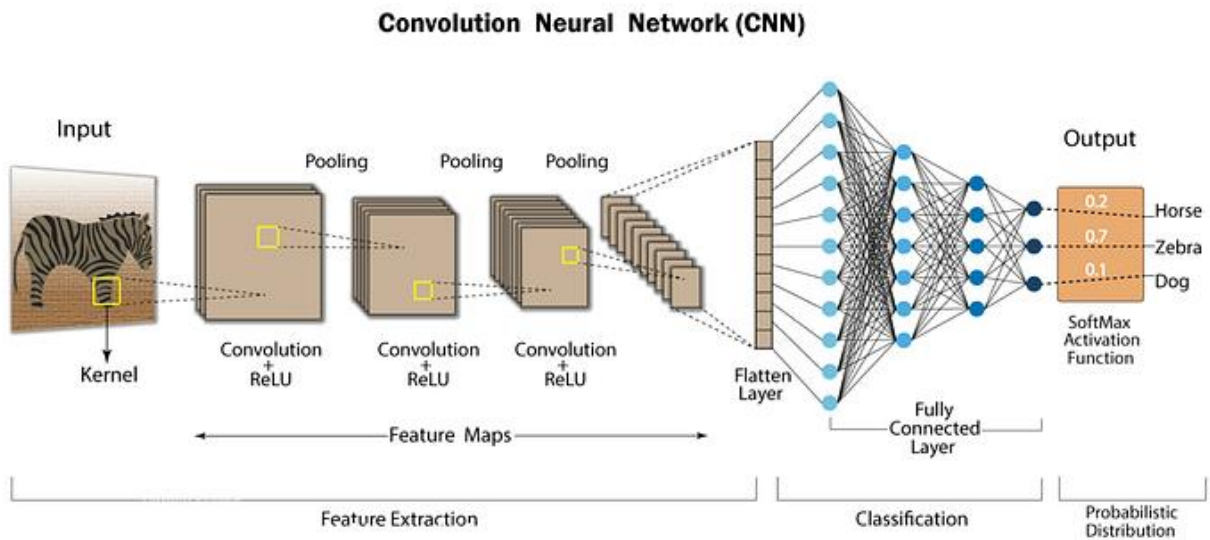 Convolution Neural Network (CNN)
Input
Pooling
Pooling
Pooling
Output
0.2
Horse
0.7
Zebra
0.1
Dog
Kernel
Convolution
+
ReLU
Convolution
+
ReLU
Convolution
+
ReLU
Flatten
Layer
SoftMax
Activation
Function
Feature Maps
Fully
Connected
Layer
Feature Extraction
Classification
Probabilistic
Distribution